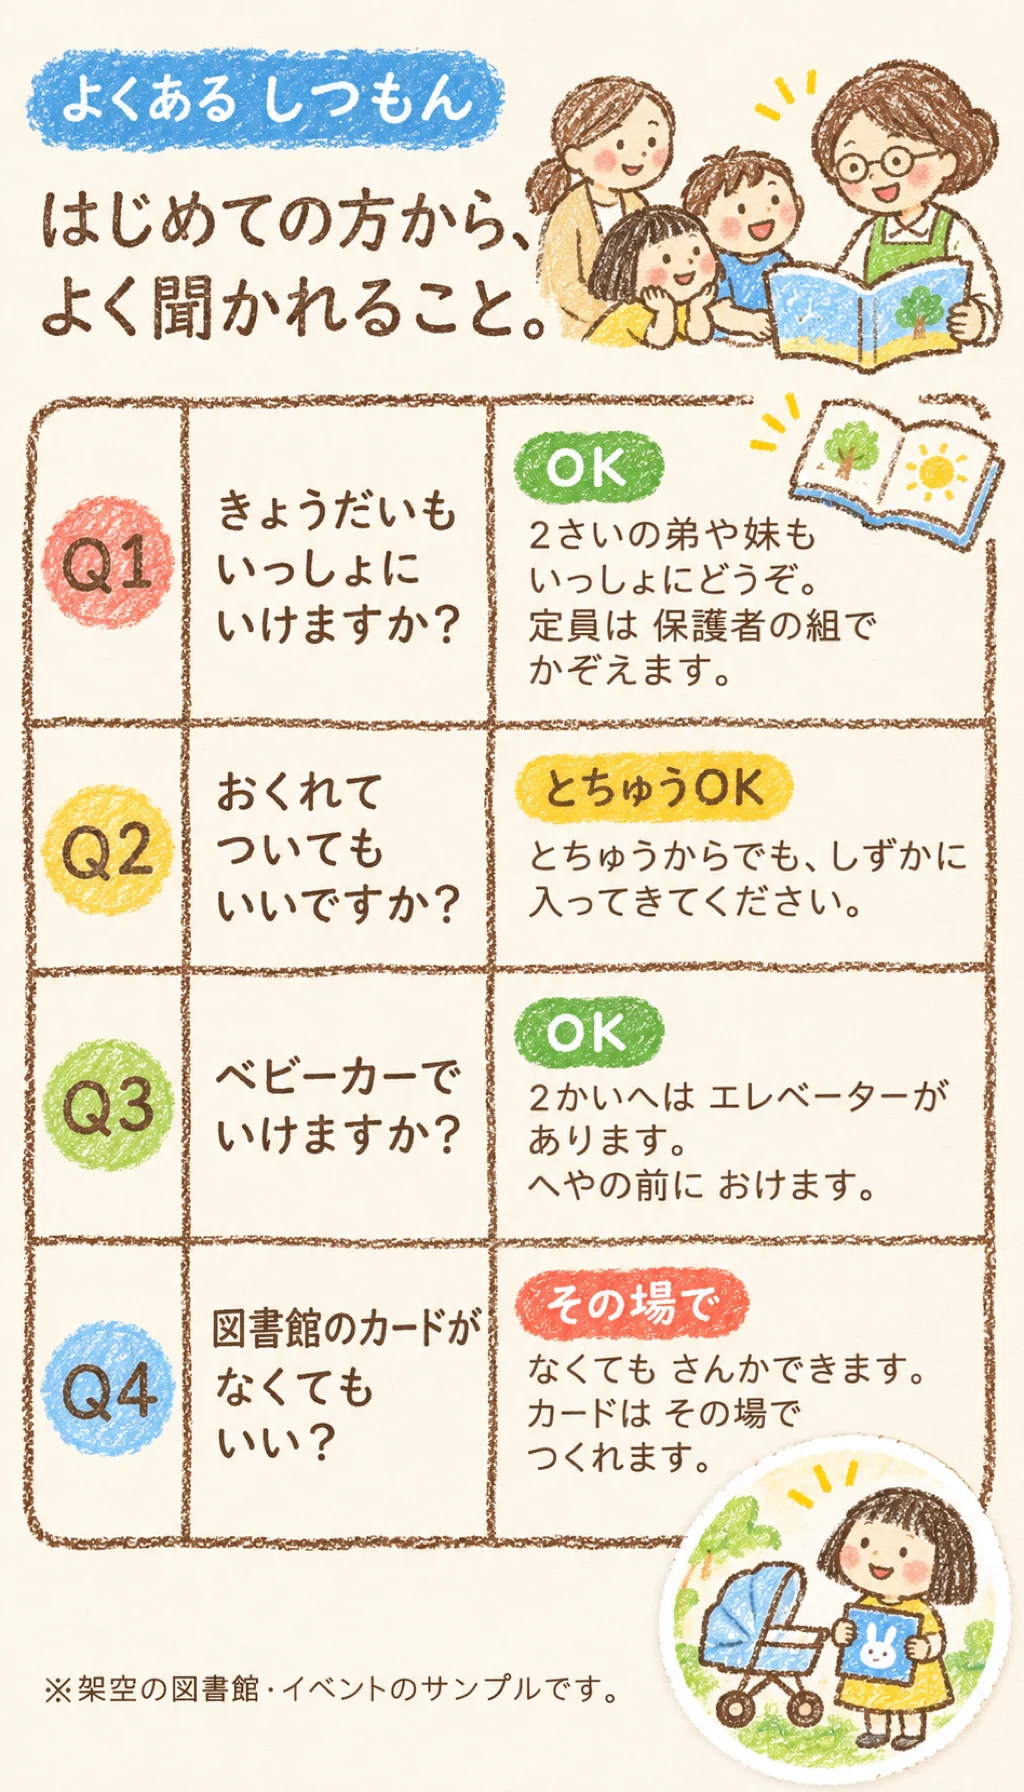 よくある しつもん
はじめての方から、
よく聞かれること。
Q1
きょうだいも
いっしょに
いけますか？
OK
2さいの弟や妹も
いっしょにどうぞ。
定員は 保護者の組で
かぞえます。
Q2
おくれて
ついても
いいですか？
とちゅうOK
とちゅうからでも、しずかに
入ってきてください。
Q3
ベビーカーで
いけますか？
OK
2かいへは エレベーターが
あります。
へやの前に おけます。
Q4
図書館のカードが
なくても
いい？
その場で
なくても さんかできます。
カードは その場で
つくれます。
※架空の図書館・イベントのサンプルです。